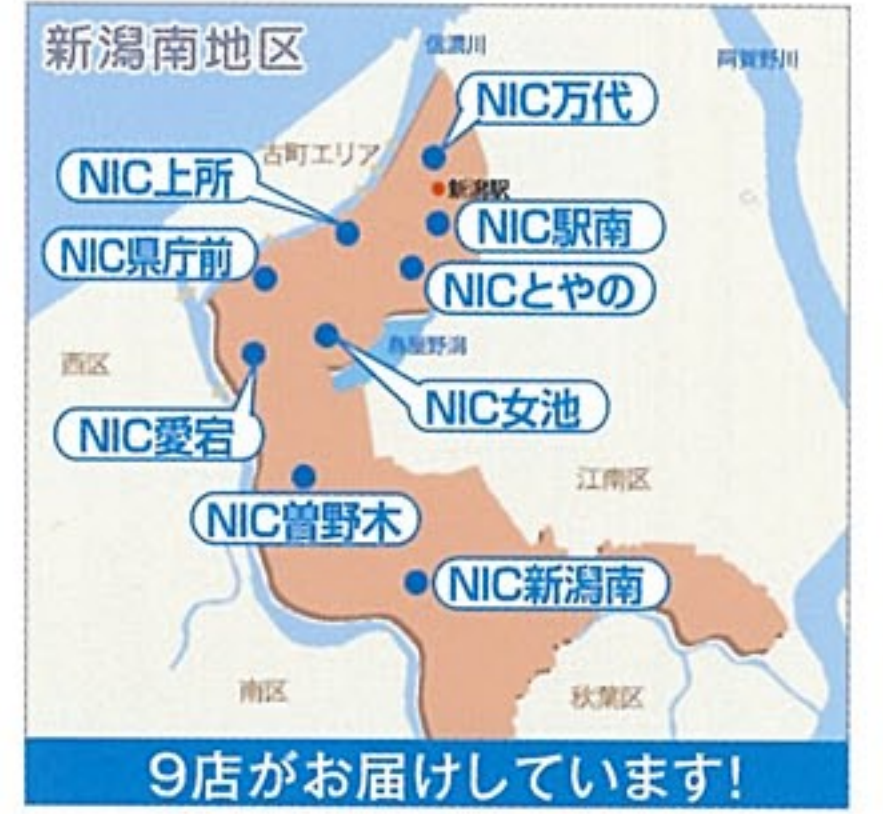 新潟南地区
信濃川
阿賀野川
NIC万代
古町エリア
NIC上所
新潟駅
NIC駅南
NIC県庁前
NICとやの
鳥屋野潟
西区
NIC女池
NIC愛宕
江南区
NIC曽野木
NIC新潟南
南区
秋葉区
9店がお届けしています!